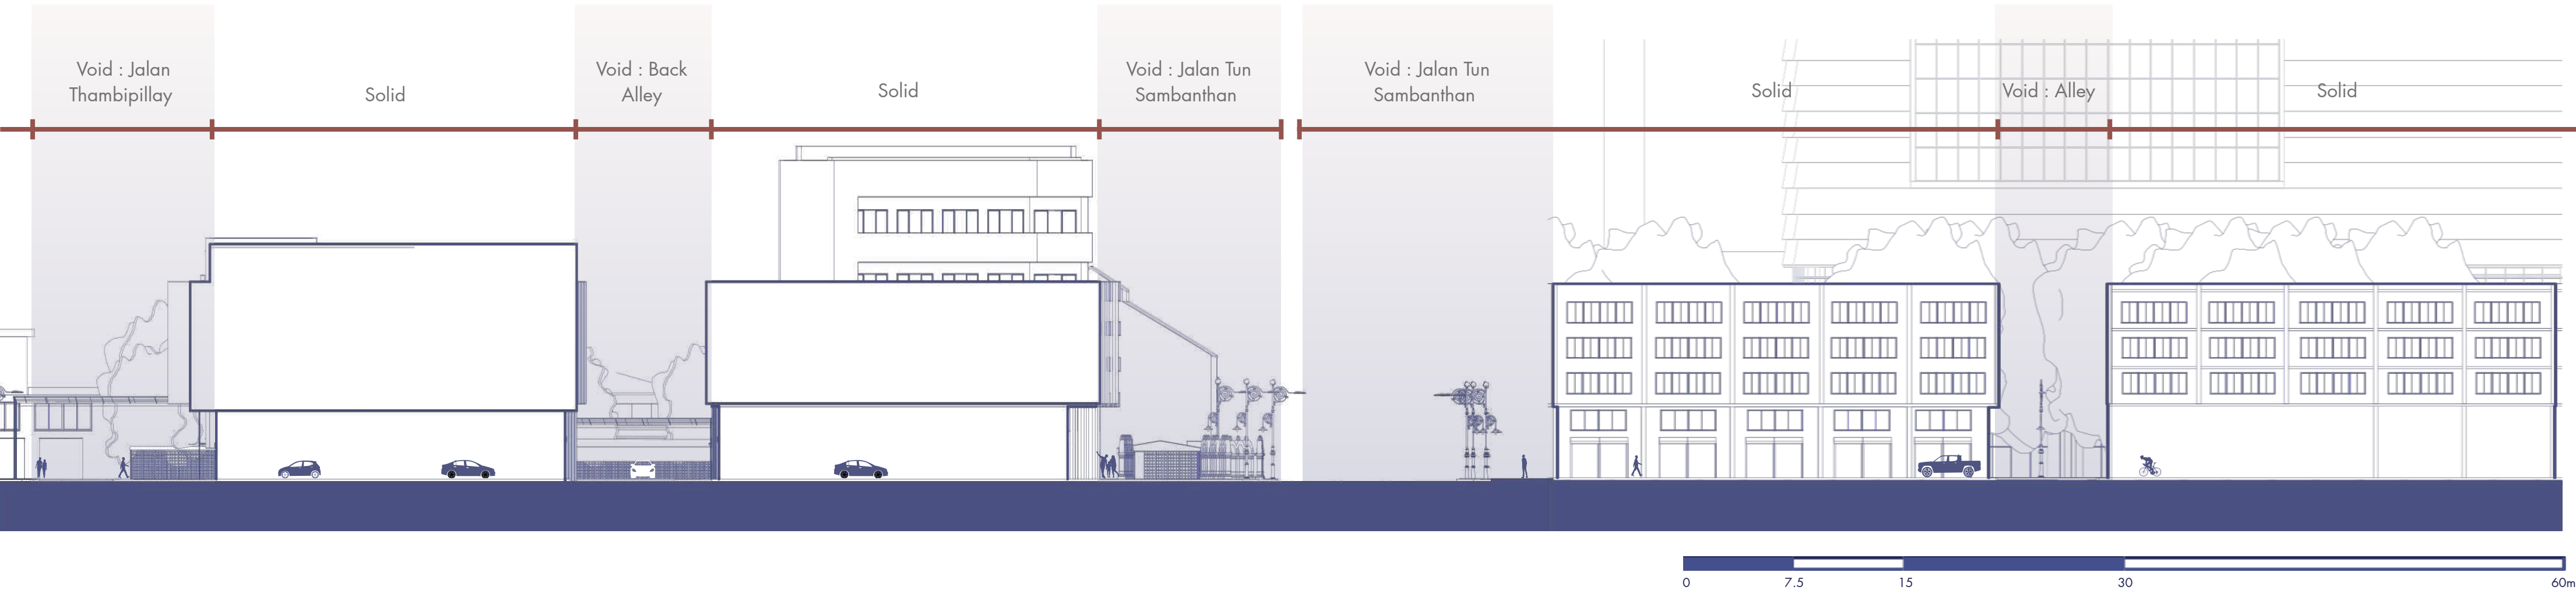 Void : Jalan
Thambipillay
Solid
Void : Back
Alley
Solid
Void : Jalan Tun
Sambanthan
Void : Jalan Tun
Sambanthan
Solid
Void : Alley
Solid
0
7.5
15
30
60m